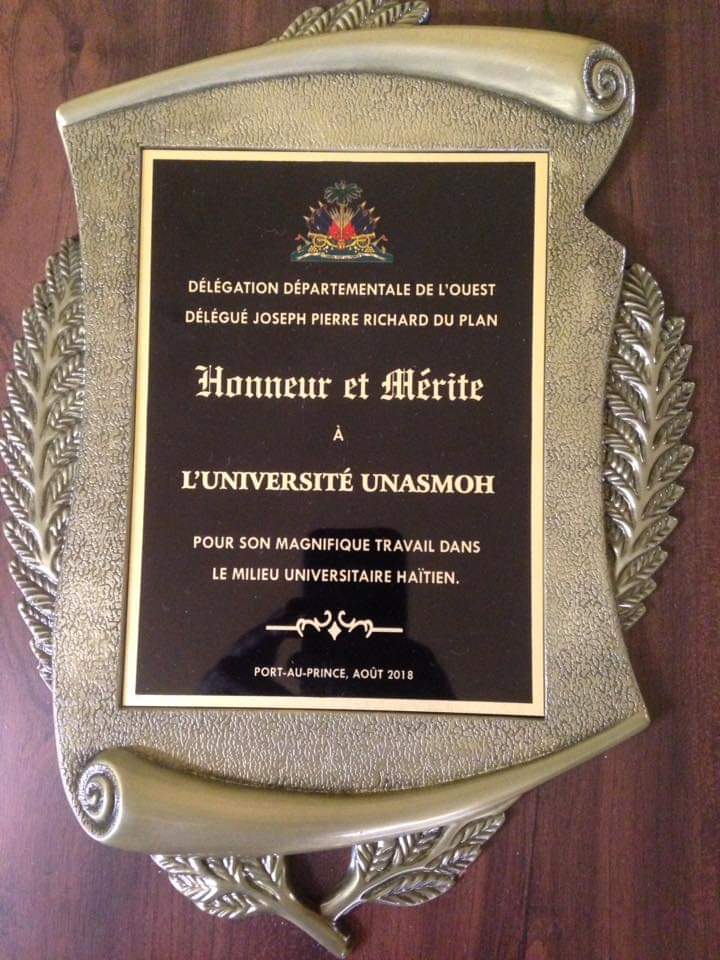 DÉLÉGATION DÉPARTEMENTALE DE L'OUEST
DÉLÉGUÉ JOSEPH PIERRE RICHARD DU PLAN
Honneur et Mérite
À
L'UNIVERSITÉ UNASMOH
POUR SON MAGNIFIQUE TRAVAIL DANS
LE MILIEU UNIVERSITAIRE HAÏTIEN.
PORT-AU-PRINCE, AOÛT 2018